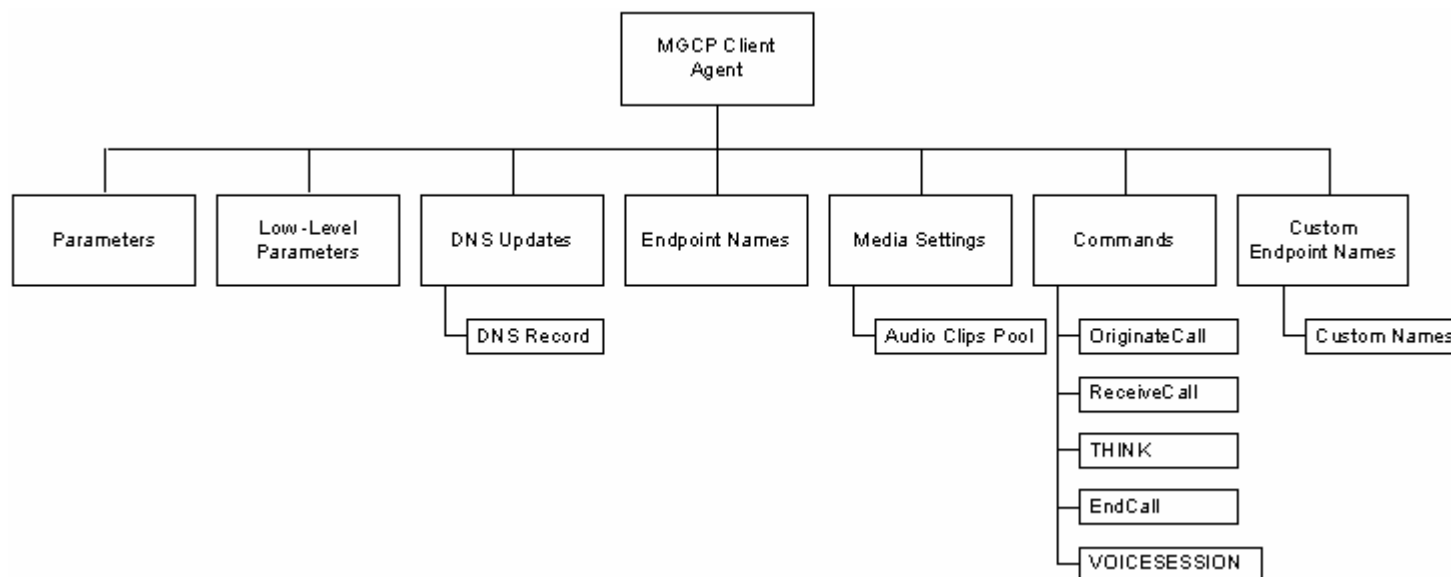 MGCP Client
Agent
Parameters
Low-Level
Parameters
DNS Updates
Endpoint Names
Media Settings
Commands
Custom
Endpoint Names
DNS Record
Audio Clips Pool
OriginateCall
Custom Names
ReceiveCall
THINK
EndCall
VOICESESSION